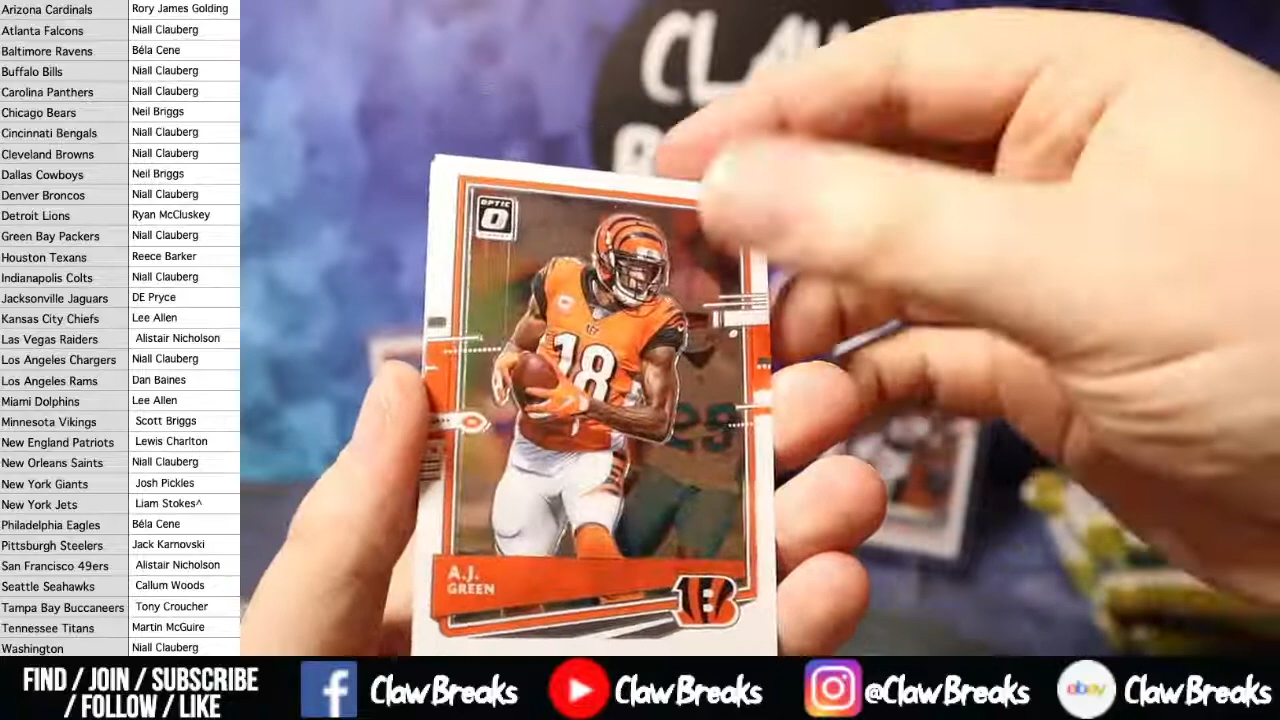 Arizona Cardinals Rory James Golding
Atlanta Falcons Niall Clauberg
Baltimore Ravens Béla Cene
Buffalo Bills Niall Clauberg
Carolina Panthers Niall Clauberg
Chicago Bears Neil Briggs
Cincinnati Bengals Niall Clauberg
Cleveland Browns Niall Clauberg
Dallas Cowboys Neil Briggs
Denver Broncos Niall Clauberg
Detroit Lions Ryan McCluskey
Green Bay Packers Niall Clauberg
Houston Texans Reece Barker
Indianapolis Colts Niall Clauberg
Jacksonville Jaguars DE Pryce
Kansas City Chiefs Lee Allen
Las Vegas Raiders Alistair Nicholson
Los Angeles Chargers Niall Clauberg
Los Angeles Rams Dan Baines
Miami Dolphins Lee Allen
Minnesota Vikings Scott Briggs
New England Patriots Lewis Charlton
New Orleans Saints Niall Clauberg
New York Giants Josh Pickles
New York Jets Liam Stokes^
Philadelphia Eagles Béla Cene
Pittsburgh Steelers Jack Karnovski
San Francisco 49ers Alistair Nicholson
Seattle Seahawks Callum Woods
Tampa Bay Buccaneers Tony Croucher
Tennessee Titans Martin McGuire
Washington Niall Clauberg
OPTIC
O
18
25
A.J.
GREEN
B
FIND / JOIN / SUBSCRIBE
/ FOLLOW / LIKE
f ClawBreaks
ClawBreaks
@ClawBreaks
ebay ClawBreaks